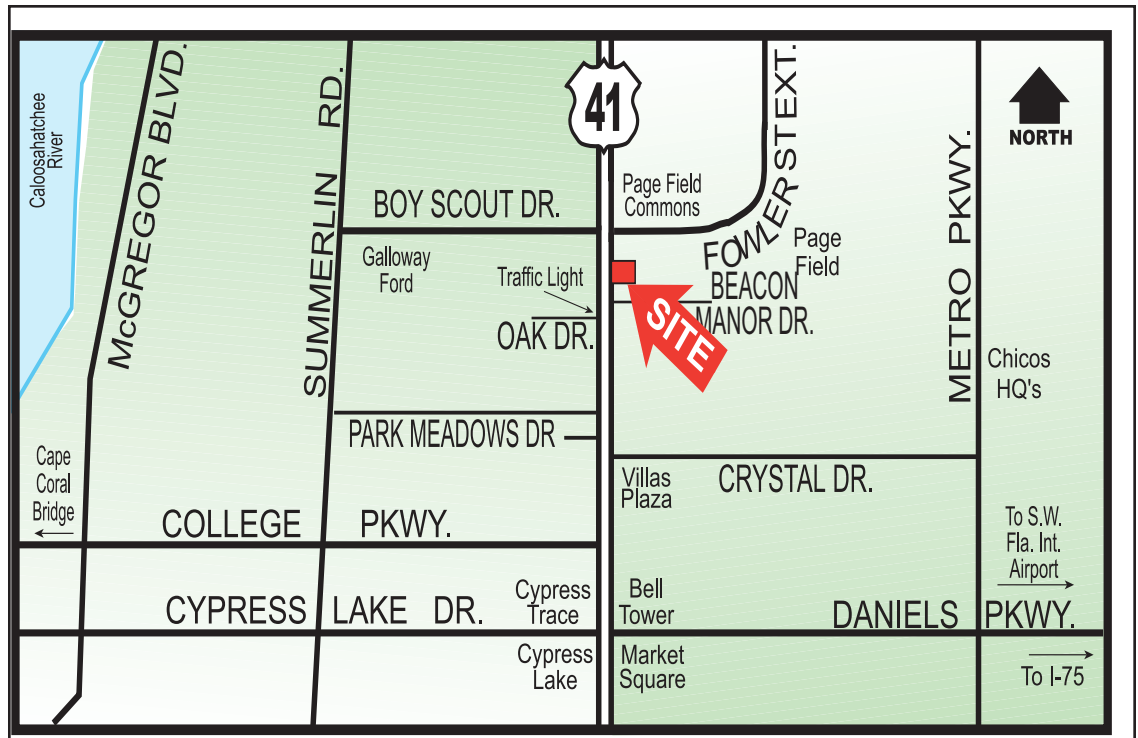 Caloosahatchee
River
McGREGOR BLVD.
SUMMERLIN RD.
41
FOWLER ST EXT.
METRO PKWY.
NORTH
Page Field
Commons
BOY SCOUT DR.
Galloway
Ford
Traffic Light
OAK DR.
Page
Field
BEACON
MANOR DR.
SITE
Chicos
HQ's
PARK MEADOWS DR
Cape
Coral
Bridge
Villas
Plaza
CRYSTAL DR.
COLLEGE PKWY.
To S.W.
Fla. Int.
Airport
CYPRESS LAKE DR.
Cypress
Trace
Bell
Tower
DANIELS PKWY.
Cypress
Lake
Market
Square
To I-75